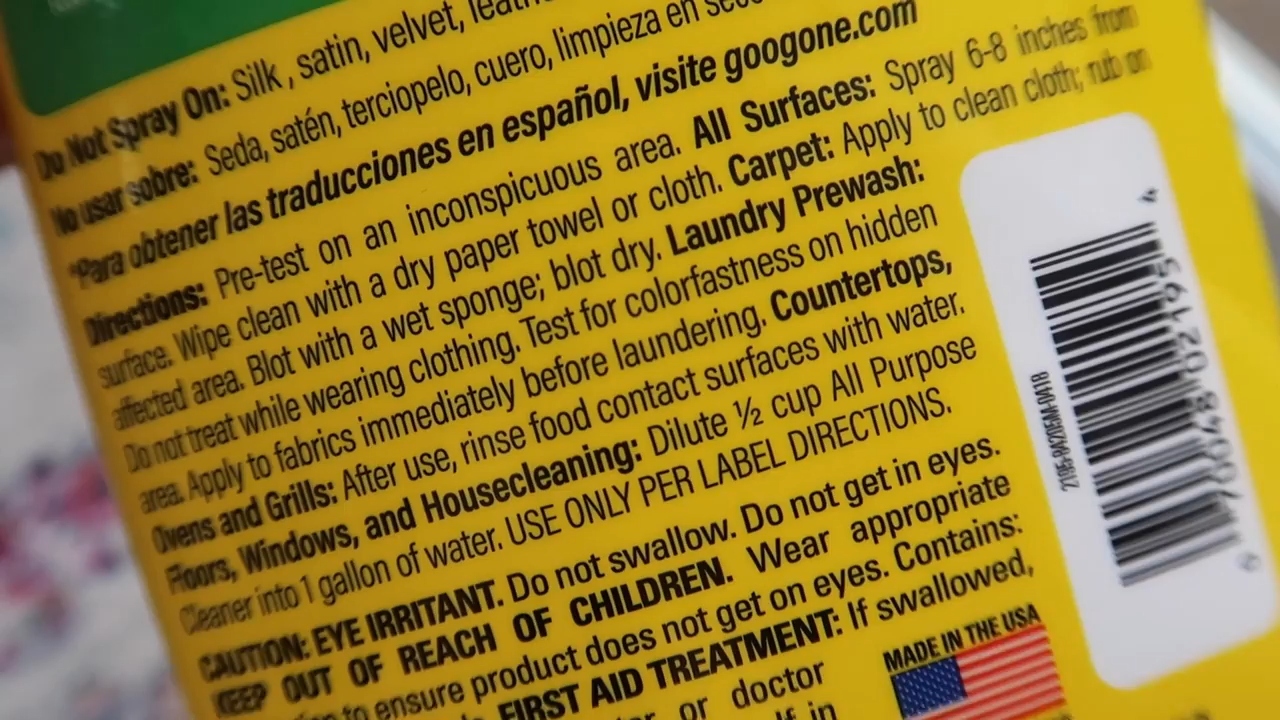 Do Not Spray On: Silk , satin, velvet,
No usar sobre: Seda, satén, terciopelo, cuero, limpieza en
*Para obtener las traducciones en español, visite googone.com
Directions: Pre-test on an inconspicuous area. All Surfaces: Spray 6-8 inches from
surface. Wipe clean with a dry paper towel or cloth. Carpet: Apply to clean cloth; rub on
affected area. Blot with a wet sponge; blot dry. Laundry Prewash:
Do not treat while wearing clothing. Test for colorfastness on hidden
area. Apply to fabrics immediately before laundering. Countertops,
Ovens and Grills: After use, rinse food contact surfaces with water.
Floors, Windows, and Housecleaning: Dilute ½ cup All Purpose
Cleaner into 1 gallon of water. USE ONLY PER LABEL DIRECTIONS.
CAUTION: EYE IRRITANT. Do not swallow. Do not get in eyes.
KEEP OUT OF REACH OF CHILDREN. Wear appropriate
to ensure product does not get on eyes. Contains:
FIRST AID TREATMENT: If swallowed,
or doctor
If in
MADE IN THE USA